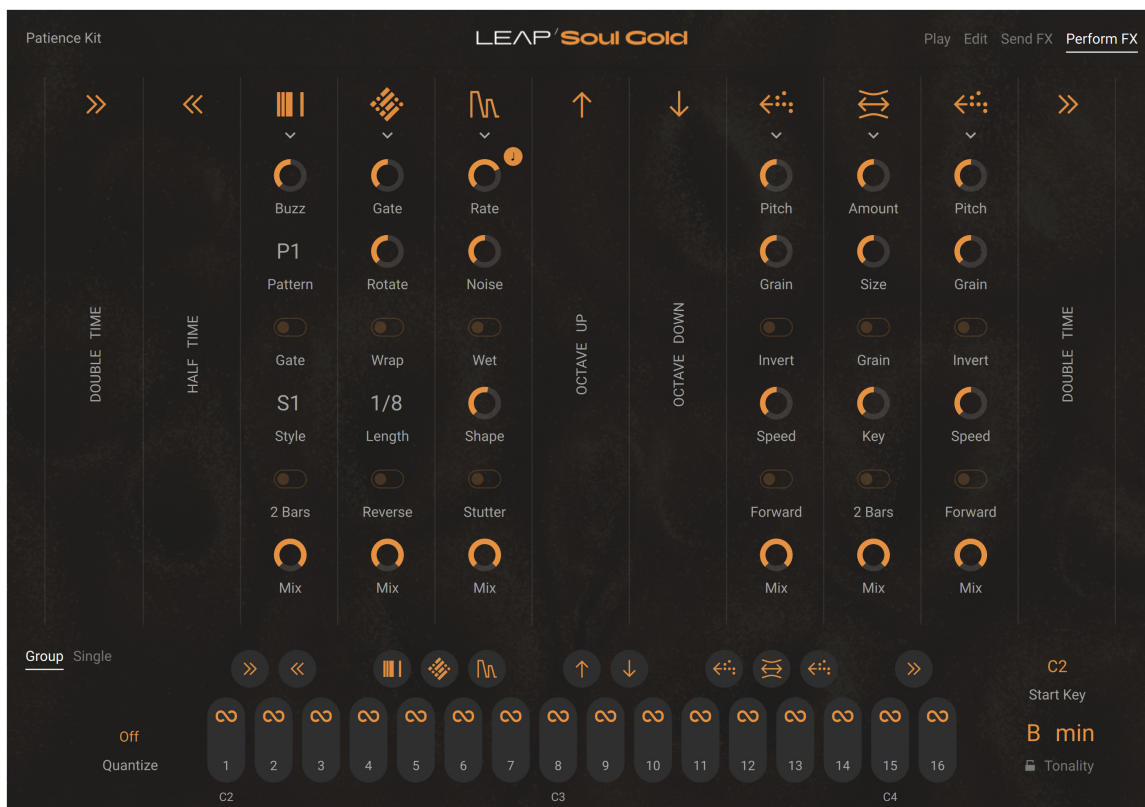 Patience Kit
LEAP Soul Gold
Play Edit Send FX Perform FX
Buzz Gate Rate Pitch Amount Pitch
P1
Pattern Rotate Noise Grain Size Grain
Gate Wrap Wet Invert Grain Invert
S1 1/8
Style Length Shape Speed Key Speed
2 Bars Reverse Stutter Forward 2 Bars Forward
Mix Mix Mix Mix Mix Mix
DOUBLE TIME
HALF TIME
OCTAVE UP
OCTAVE DOWN
DOUBLE TIME
Group Single
C2
Start Key
Off
Quantize
B min
Tonality
1 2 3 4 5 6 7 8 9 10 11 12 13 14 15 16
C2 C3 C4